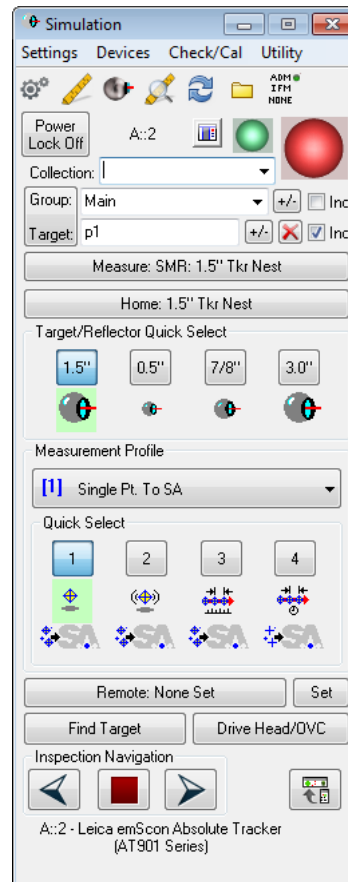 Simulation
Settings Devices Check/Cal Utility
ADM
IFM
NONE
Power
Lock Off
A::2
Collection:
Group: Main +/- Inc
Target: p1 +/- Inc
Measure: SMR: 1.5" Tkr Nest
Home: 1.5" Tkr Nest
Target/Reflector Quick Select
1.5" 0.5" 7/8" 3.0"
Measurement Profile
[1] Single Pt. To SA
Quick Select
1 2 3 4
SA SA SA SA
Remote: None Set Set
Find Target Drive Head/OVC
Inspection Navigation
A::2 - Leica emScon Absolute Tracker
(AT901 Series)